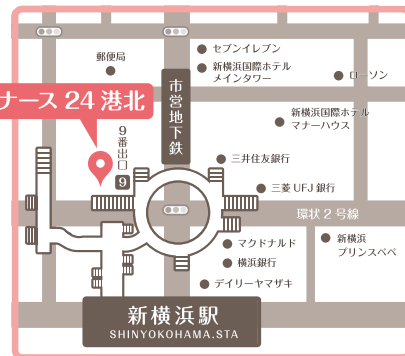 セブンイレブン
郵便局
新横浜国際ホテル
メインタワー
ローソン
市営地下鉄
ナース 24 港北
新横浜国際ホテル
マナーハウス
9番出口
9
三井住友銀行
三菱 UFJ 銀行
環状 2 号線
マクドナルド
新横浜
プリンスペペ
横浜銀行
デイリーヤマザキ
新横浜駅
SHINYOKOHAMA.STA